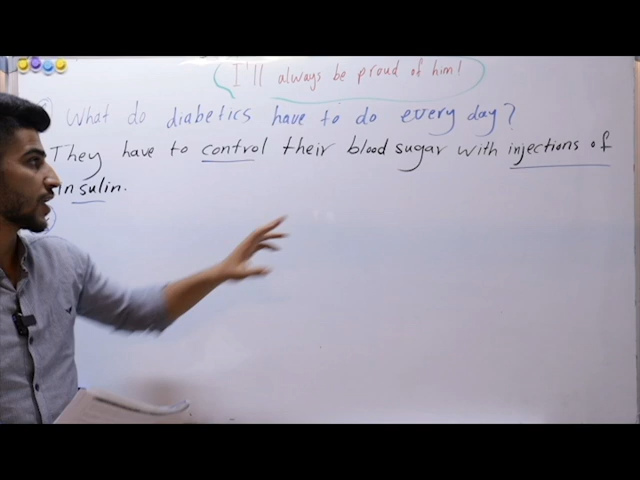 I'll always be proud of him!
What do diabetics have to do every day?
They have to control their blood sugar with injections of
insulin.